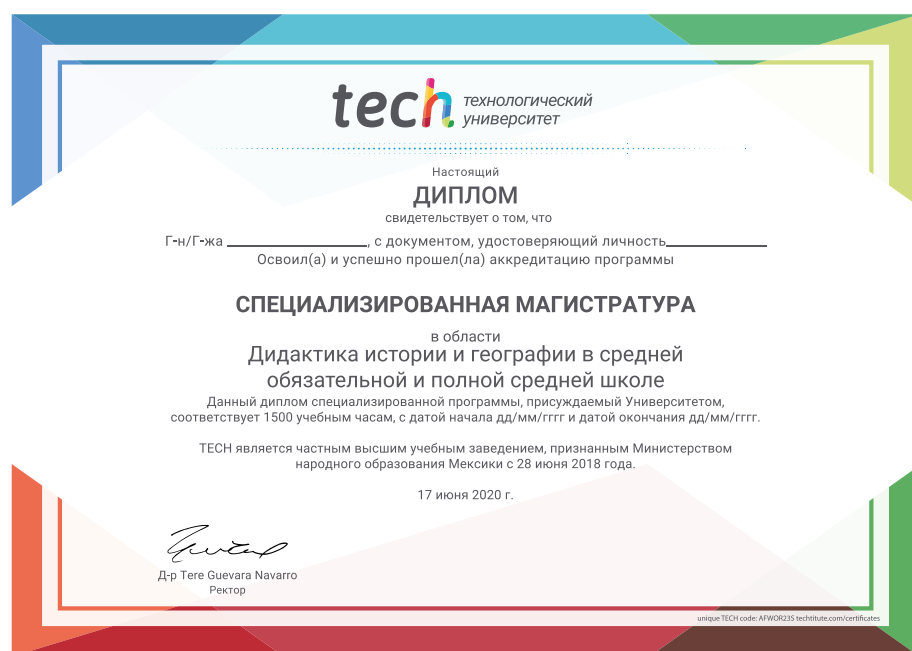 tech технологический
университет
Настоящий
ДИПЛОМ
свидетельствует о том, что
Г-н/Г-жа ____________________, с документом, удостоверяющий личность______________
Освоил(а) и успешно прошел(ла) аккредитацию программы
СПЕЦИАЛИЗИРОВАННАЯ МАГИСТРАТУРА
в области
Дидактика истории и географии в средней
обязательной и полной средней школе
Данный диплом специализированной программы, присуждаемый Университетом,
соответствует 1500 учебным часам, с датой начала дд/мм/гггг и датой окончания дд/мм/гггг.
TECH является частным высшим учебным заведением, признанным Министерством
народного образования Мексики с 28 июня 2018 года.
17 июня 2020 г.
Д-р Tere Guevara Navarro
Ректор
unique TECH code: AFWOR23S techtitute.com/certificates